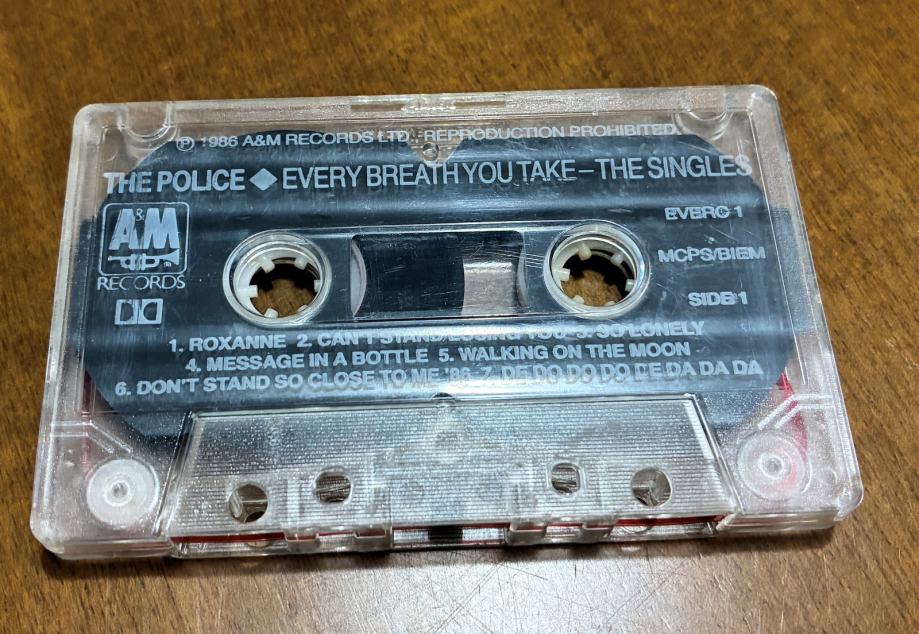 ℗ 1986 A&M RECORDS LTD. REPRODUCTION PROHIBITED
THE POLICE ◆ EVERY BREATH YOU TAKE – THE SINGLES
A&M
RECORDS
EVERC 1
MCPS/BIEM
SIDE 1
1. ROXANNE 2. CAN'T STAND LOSING YOU 3. SO LONELY
4. MESSAGE IN A BOTTLE 5. WALKING ON THE MOON
6. DON'T STAND SO CLOSE TO ME '86 7. DE DO DO DO DE DA DA DA